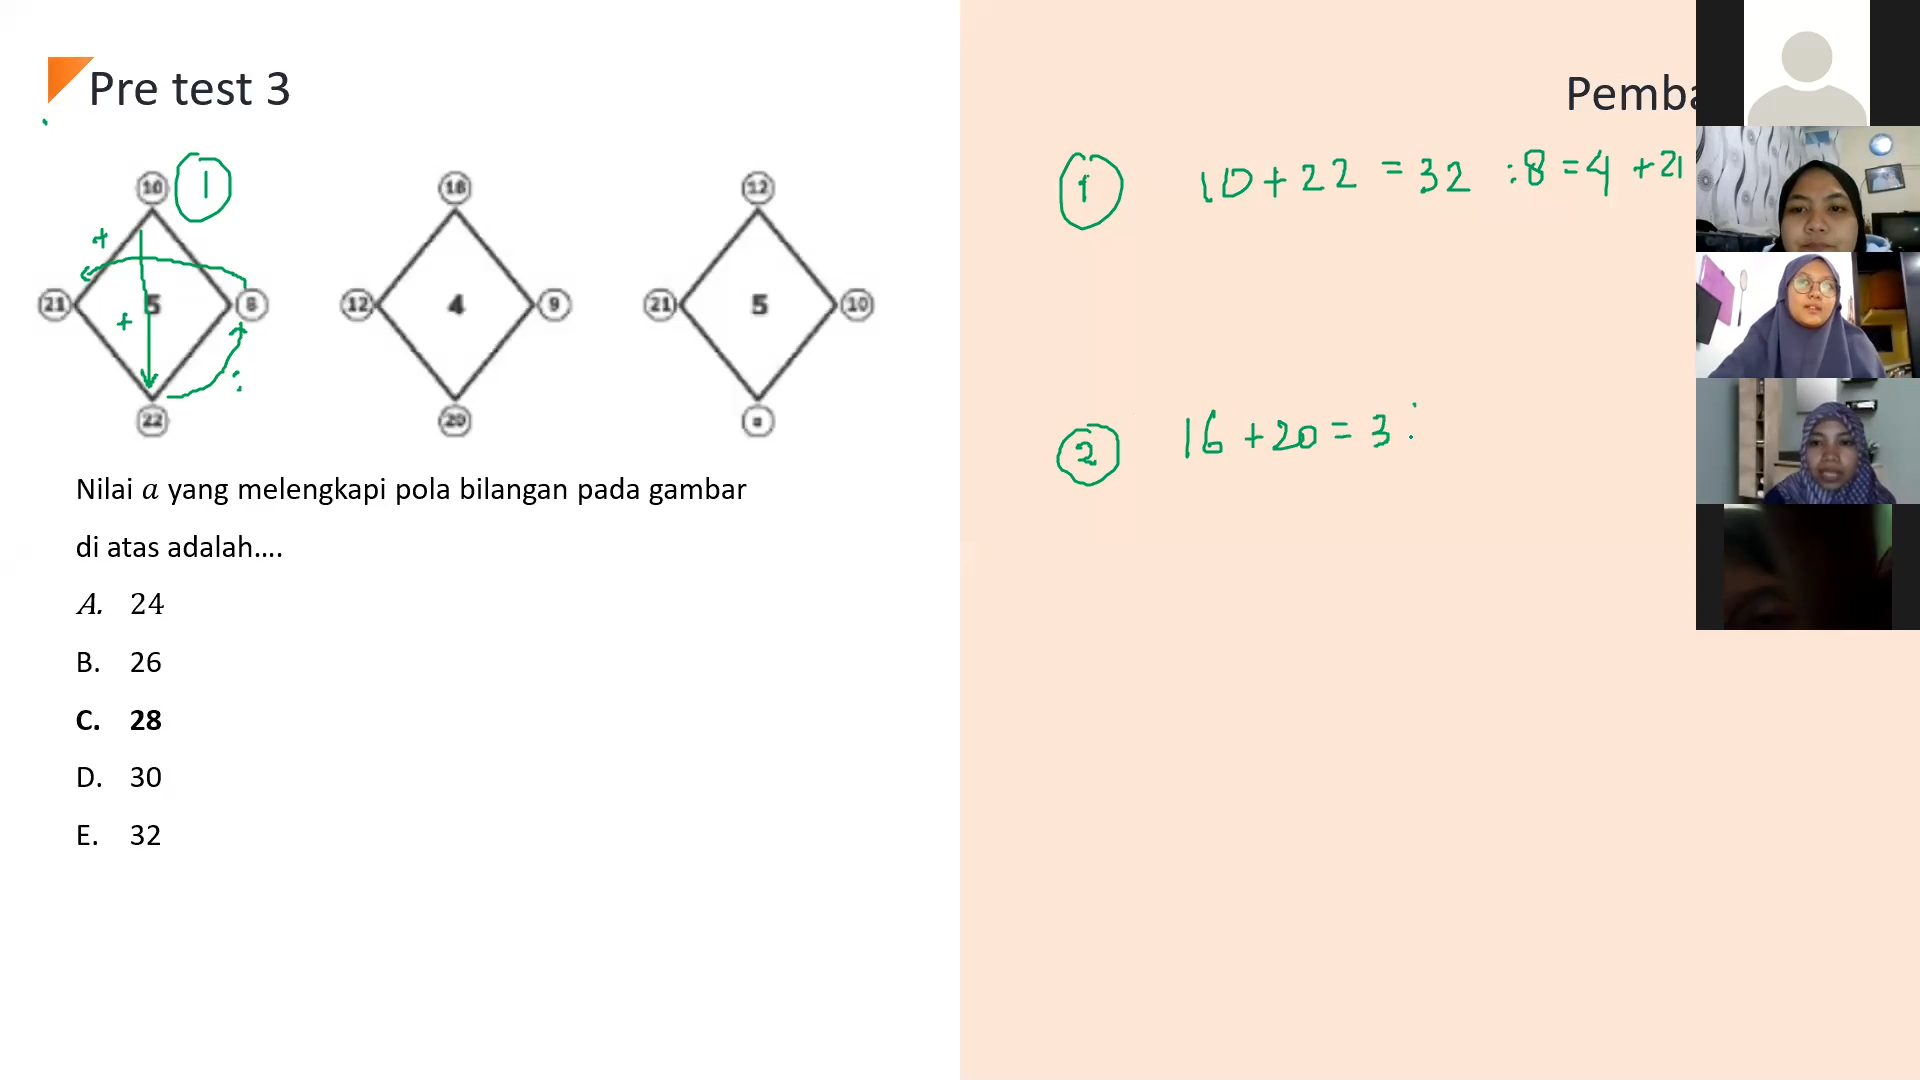 Pre test 3
Pemba
10
1
16
12
+
21
5
8
+
:
22
12
4
9
20
21
5
10
a
Nilai a yang melengkapi pola bilangan pada gambar
di atas adalah....
A. 24
B. 26
C. 28
D. 30
E. 32
1 10+22 = 32 :8 = 4 +21
2 16 +20 = 3 :